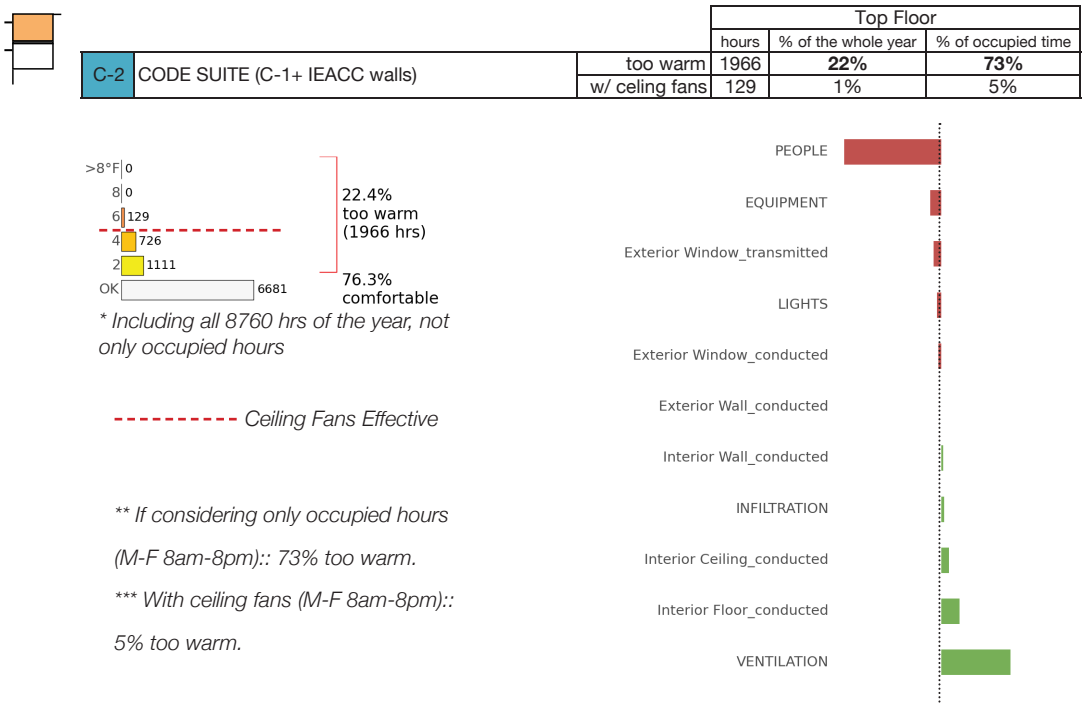 Top Floor
hours % of the whole year % of occupied time
C-2 CODE SUITE (C-1+ IEACC walls) too warm 1966 22% 73%
w/ celing fans 129 1% 5%
>8°F 0
8 0
6 129
4 726
2 1111
OK 6681
22.4%
too warm
(1966 hrs)
76.3%
comfortable
* Including all 8760 hrs of the year, not
only occupied hours
Ceiling Fans Effective
** If considering only occupied hours
(M-F 8am-8pm):: 73% too warm.
*** With ceiling fans (M-F 8am-8pm)::
5% too warm.
PEOPLE
EQUIPMENT
Exterior Window_transmitted
LIGHTS
Exterior Window_conducted
Exterior Wall_conducted
Interior Wall_conducted
INFILTRATION
Interior Ceiling_conducted
Interior Floor_conducted
VENTILATION